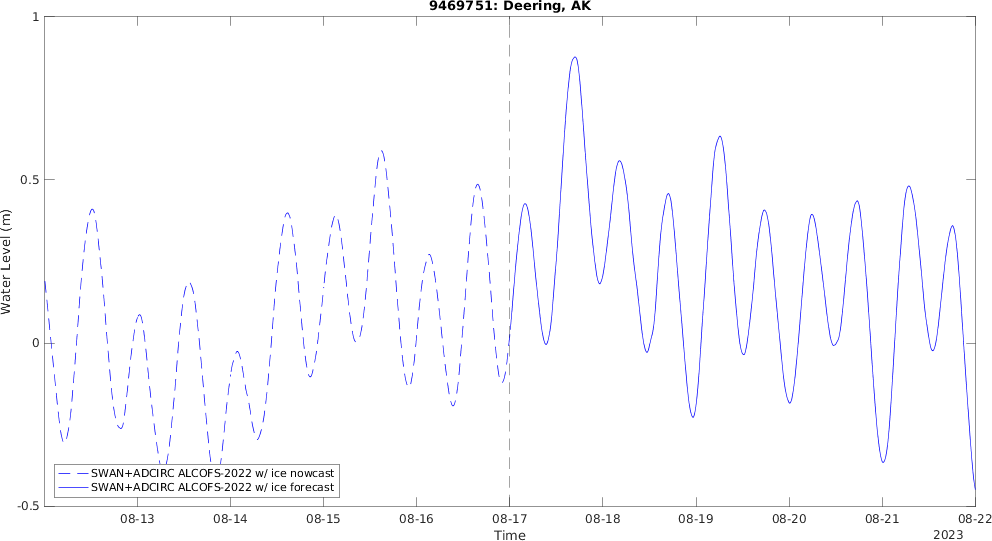 9469751: Deering, AK
1
0.5
0
-0.5
Water Level (m)
SWAN+ADCIRC ALCOFS-2022 w/ ice nowcast
SWAN+ADCIRC ALCOFS-2022 w/ ice forecast
08-13 08-14 08-15 08-16 08-17 08-18 08-19 08-20 08-21 08-22
Time
2023